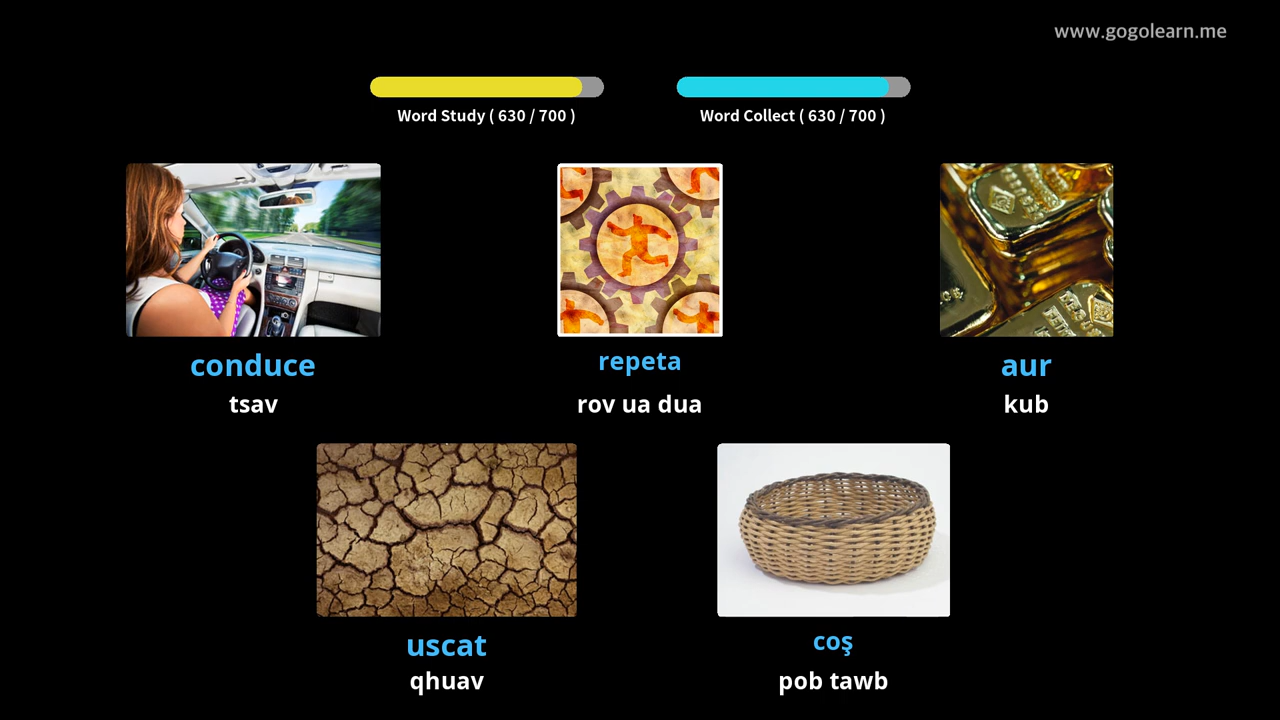 www.gogolearn.me
Word Study ( 630 / 700 )
Word Collect ( 630 / 700 )
conduce
tsav
repeta
rov ua dua
aur
kub
uscat
qhuav
coş
pob tawb